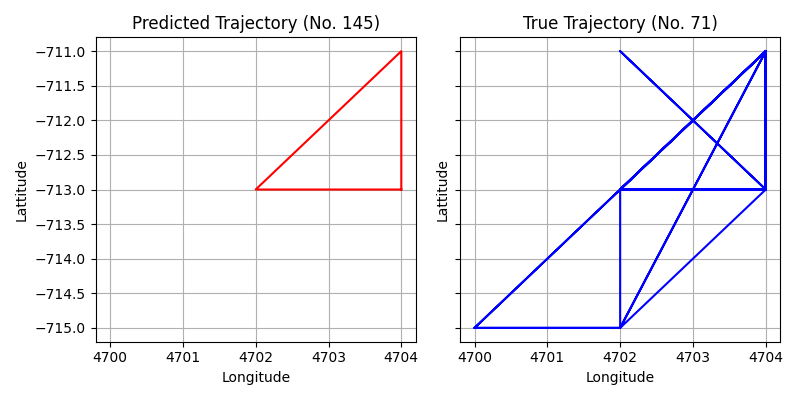 Predicted Trajectory (No. 145)
True Trajectory (No. 71)
−711.0
−711.5
−712.0
−712.5
−713.0
−713.5
−714.0
−714.5
−715.0
Lattitude
Lattitude
4700 4701 4702 4703 4704
4700 4701 4702 4703 4704
Longitude
Longitude